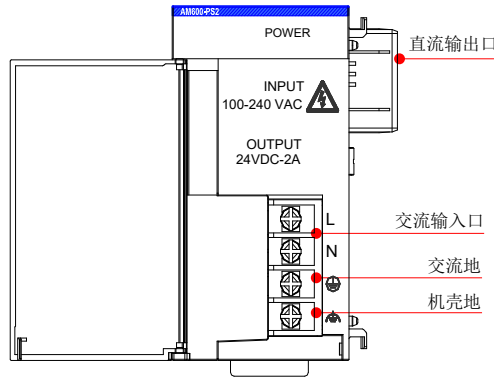 AM600-PS2
POWER
直流输出口
INPUT
100-240 VAC
OUTPUT
24VDC-2A
L
交流输入口
N
交流地
机壳地